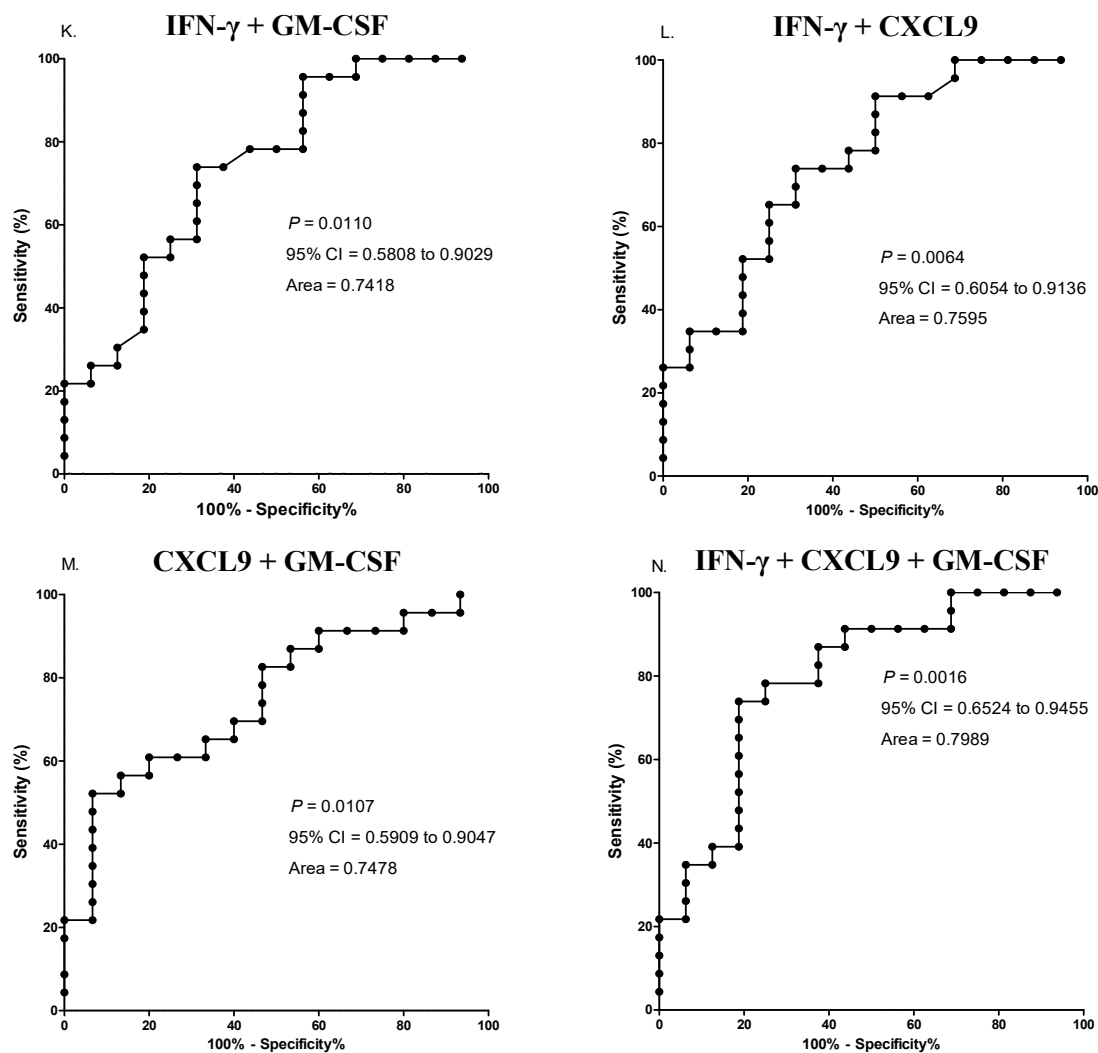 K.
IFN-γ + GM-CSF
100
80
60
40
20
0
Sensitivity (%)
P = 0.0110
95% CI = 0.5808 to 0.9029
Area = 0.7418
0 20 40 60 80 100
100% - Specificity%
L.
IFN-γ + CXCL9
100
80
60
40
20
0
Sensitivity (%)
P = 0.0064
95% CI = 0.6054 to 0.9136
Area = 0.7595
0 20 40 60 80 100
100% - Specificity%
M.
CXCL9 + GM-CSF
100
80
60
40
20
0
Sensitivity (%)
P = 0.0107
95% CI = 0.5909 to 0.9047
Area = 0.7478
0 20 40 60 80 100
100% - Specificity%
N.
IFN-γ + CXCL9 + GM-CSF
100
80
60
40
20
0
Sensitivity (%)
P = 0.0016
95% CI = 0.6524 to 0.9455
Area = 0.7989
0 20 40 60 80 100
100% - Specificity%